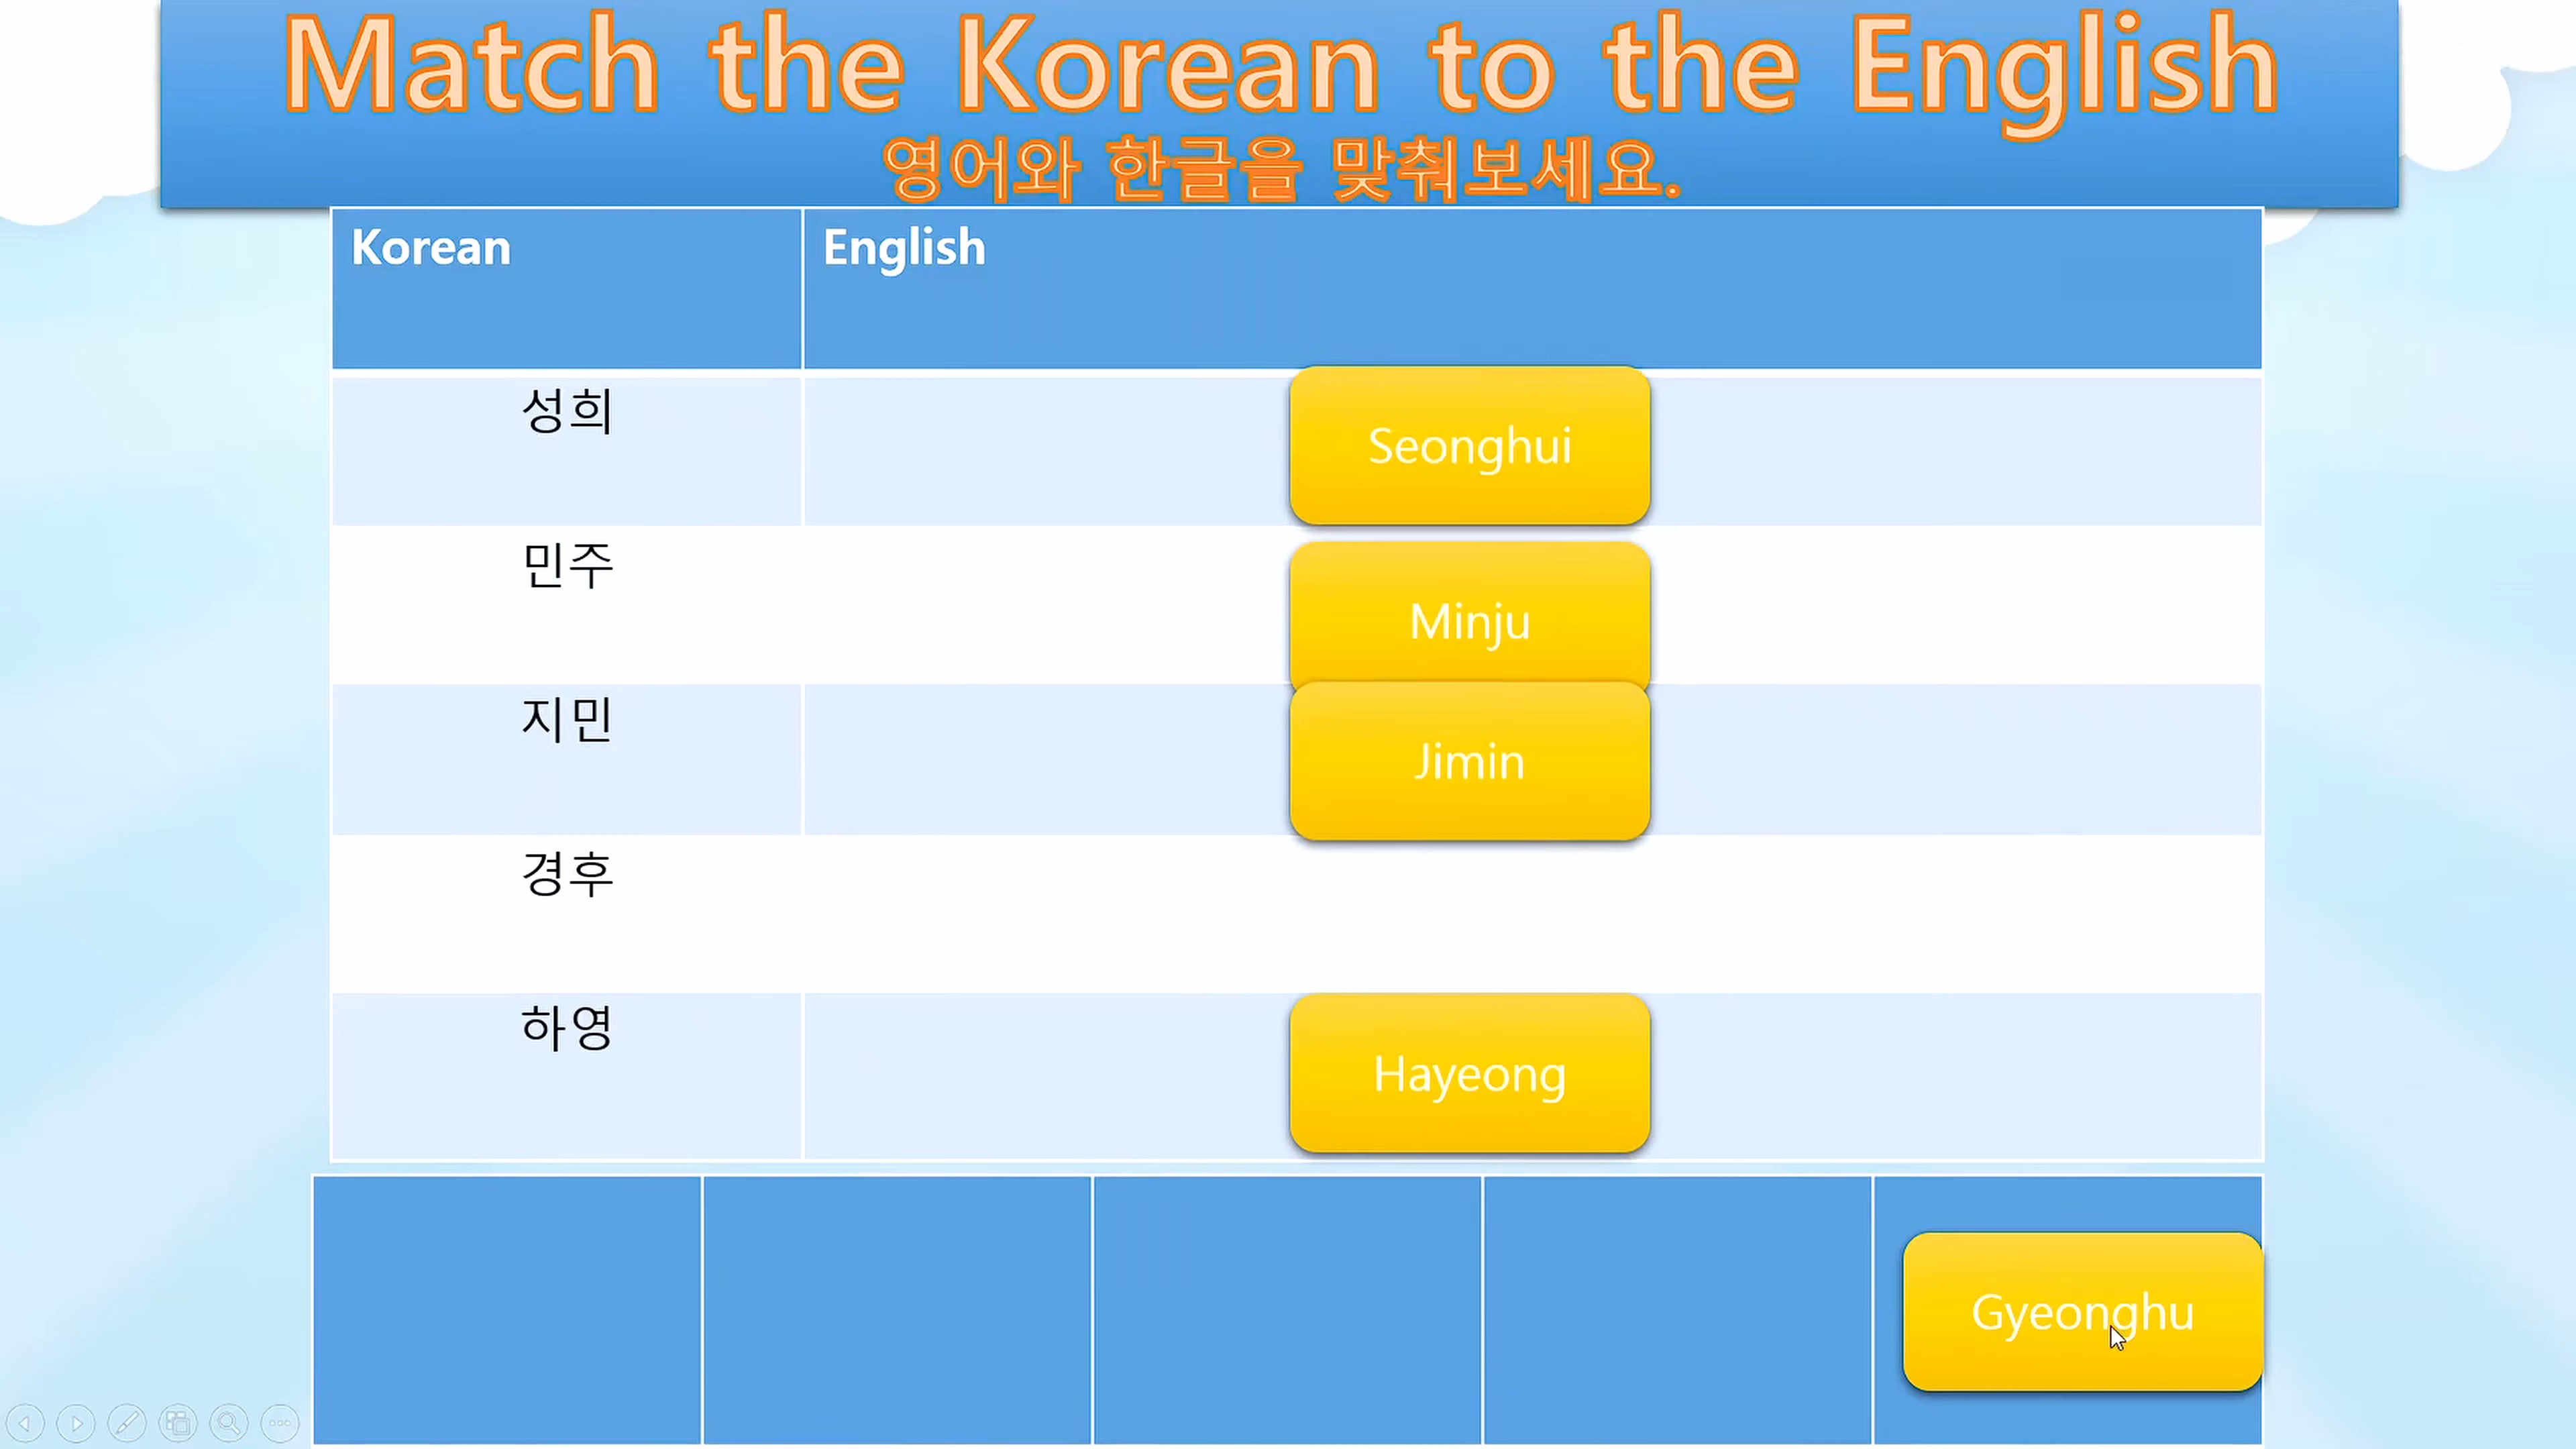 Match the Korean to the English
영어와 한글을 맞춰보세요.
Korean English
성희 Seonghui
민주 Minju
지민 Jimin
경후
하영 Hayeong
Gyeonghu